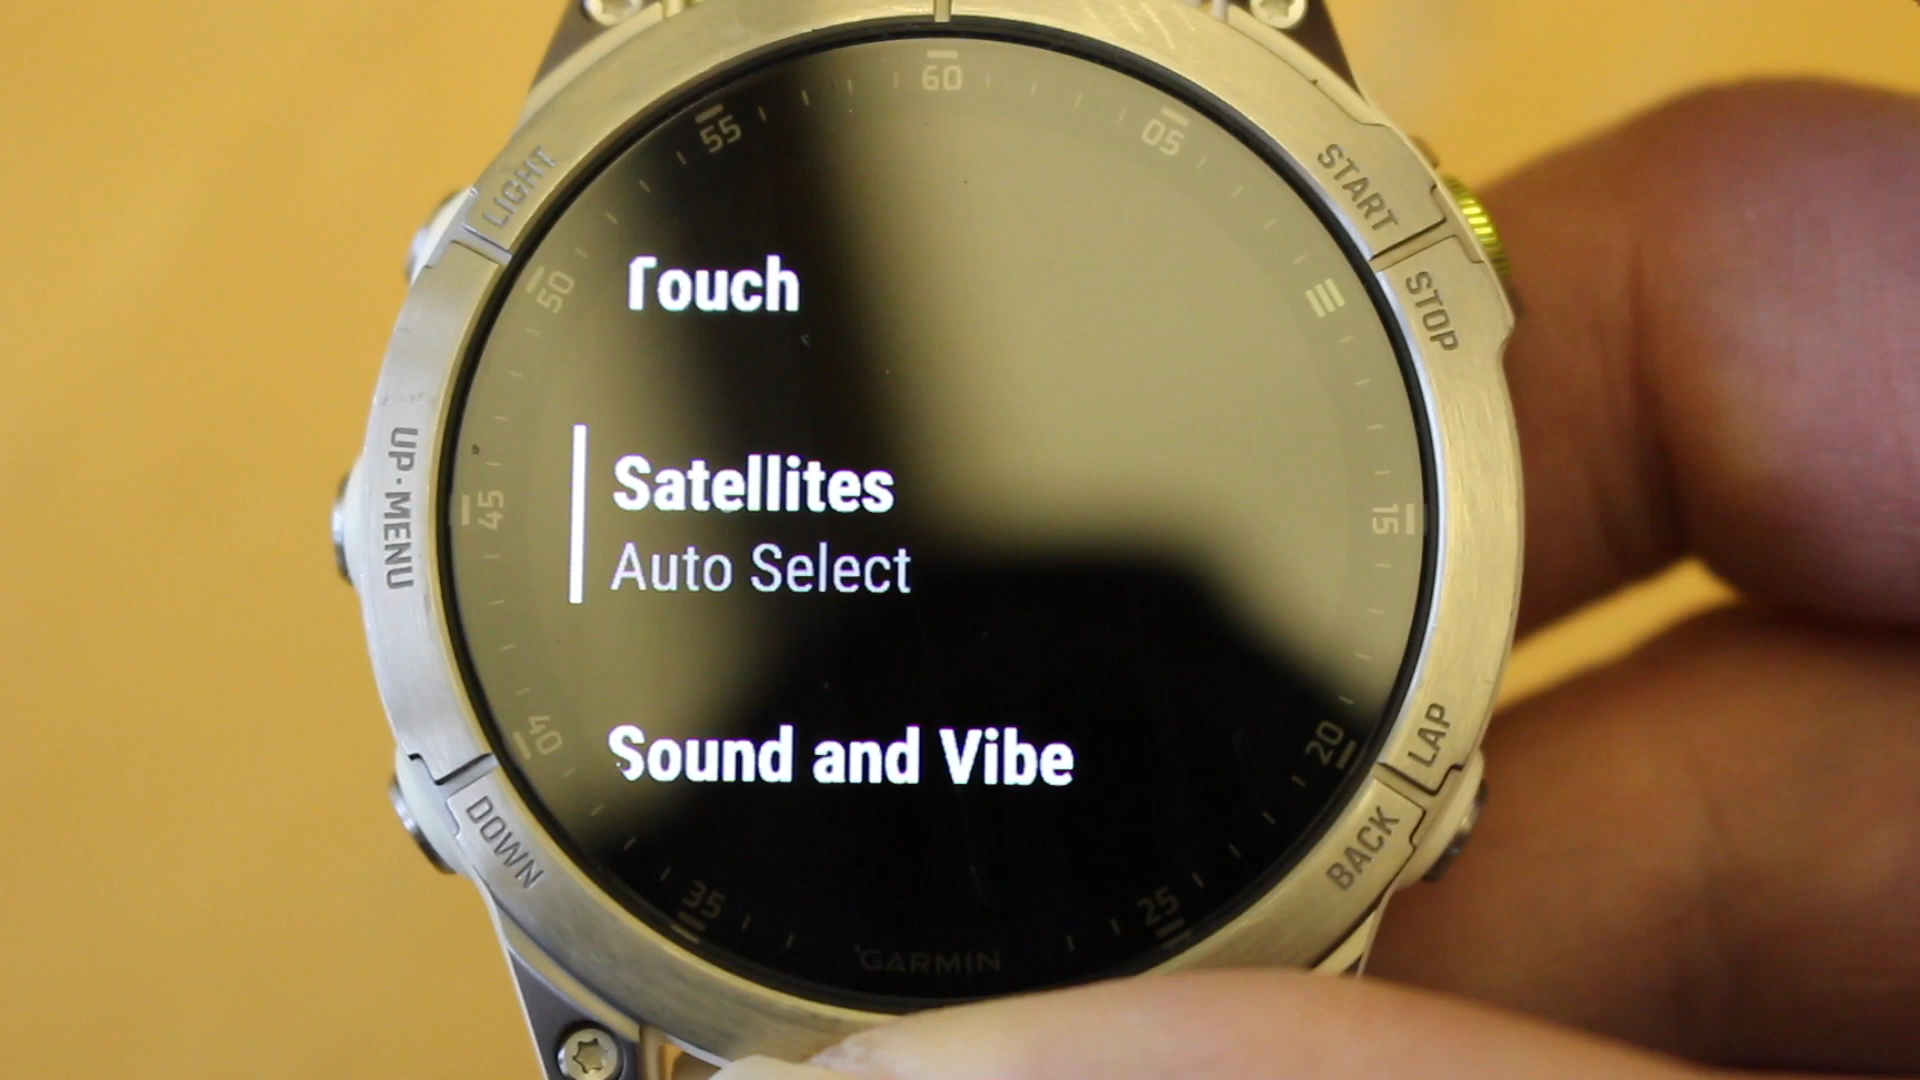 60
55
05
LIGHT
START
50
Touch
STOP
Satellites
UP·MENU
45
15
Auto Select
40
Sound and Vibe
20
LAP
DOWN
BACK
35
25
GARMIN